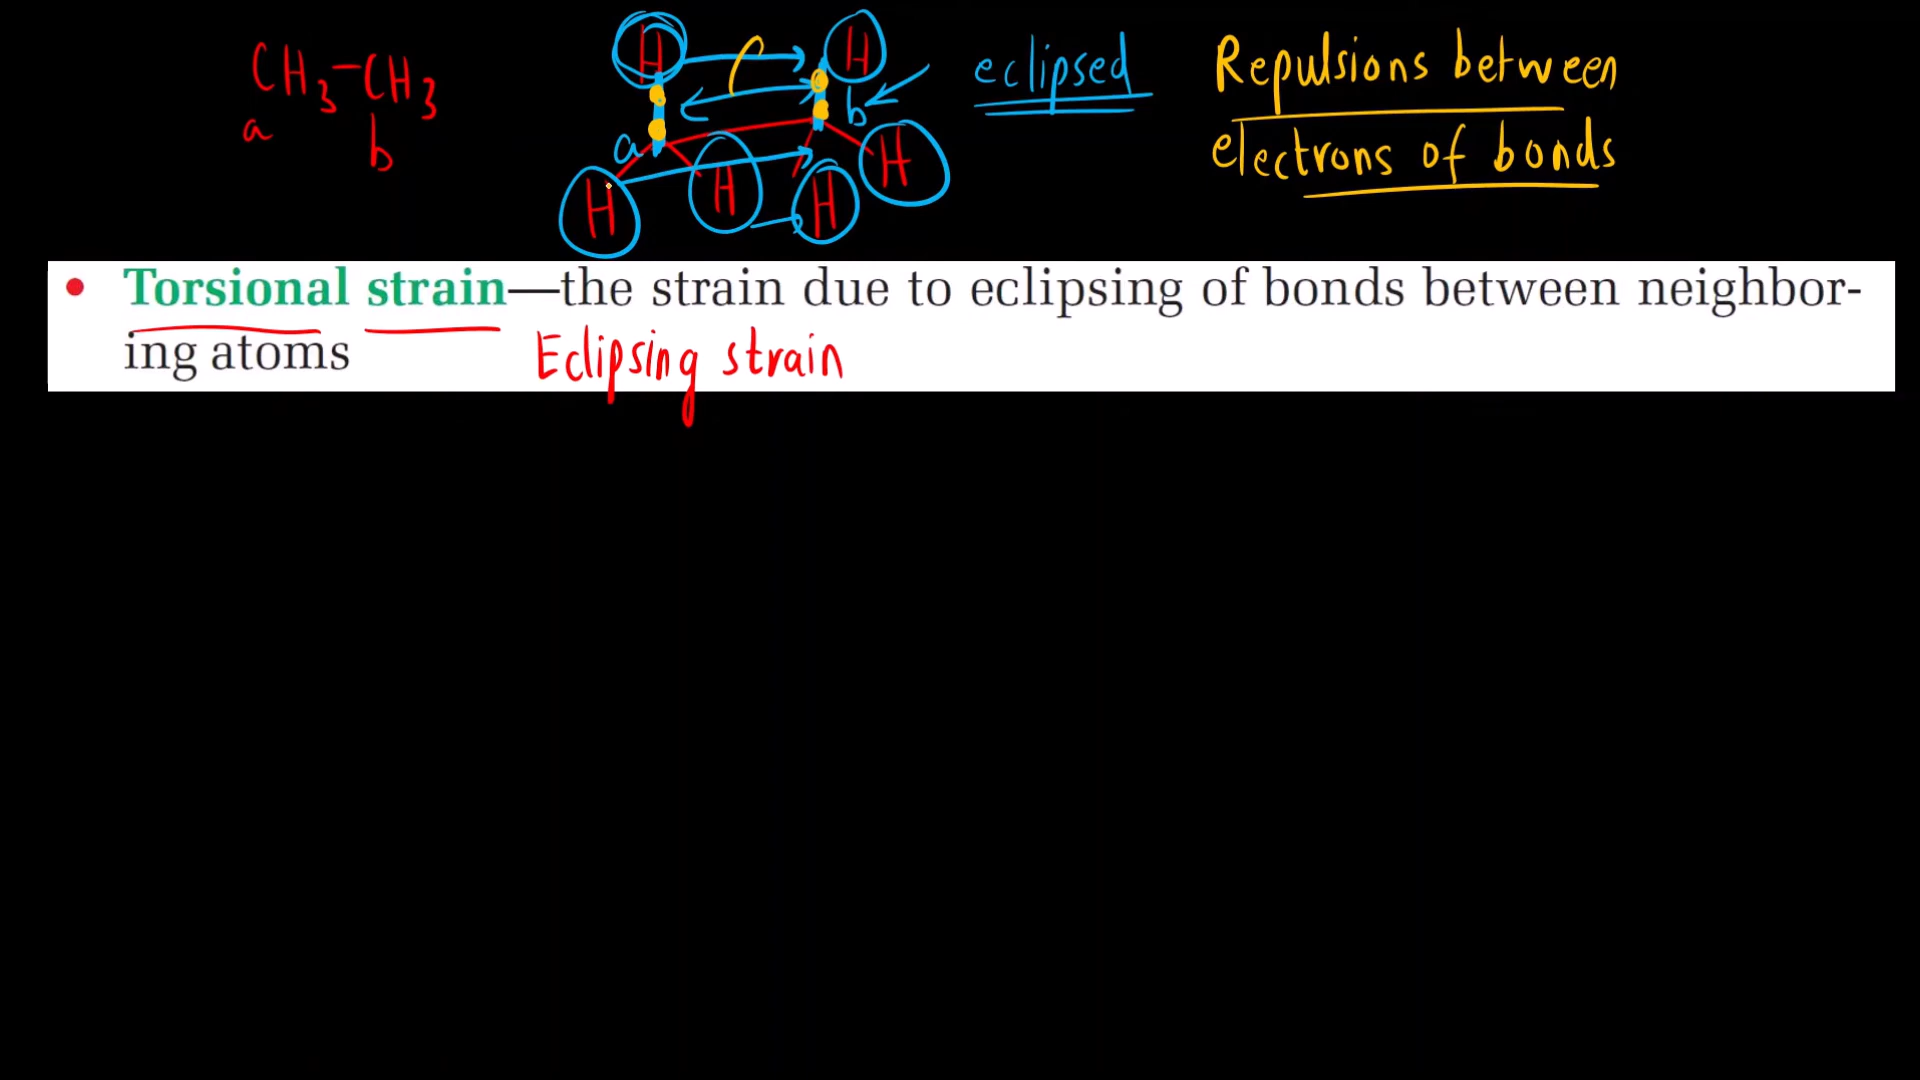 CH3-CH3
a
b
H H
a b
H H H H
eclipsed
Repulsions between
electrons of bonds
• Torsional strain—the strain due to eclipsing of bonds between neighbor-
ing atoms
Eclipsing strain